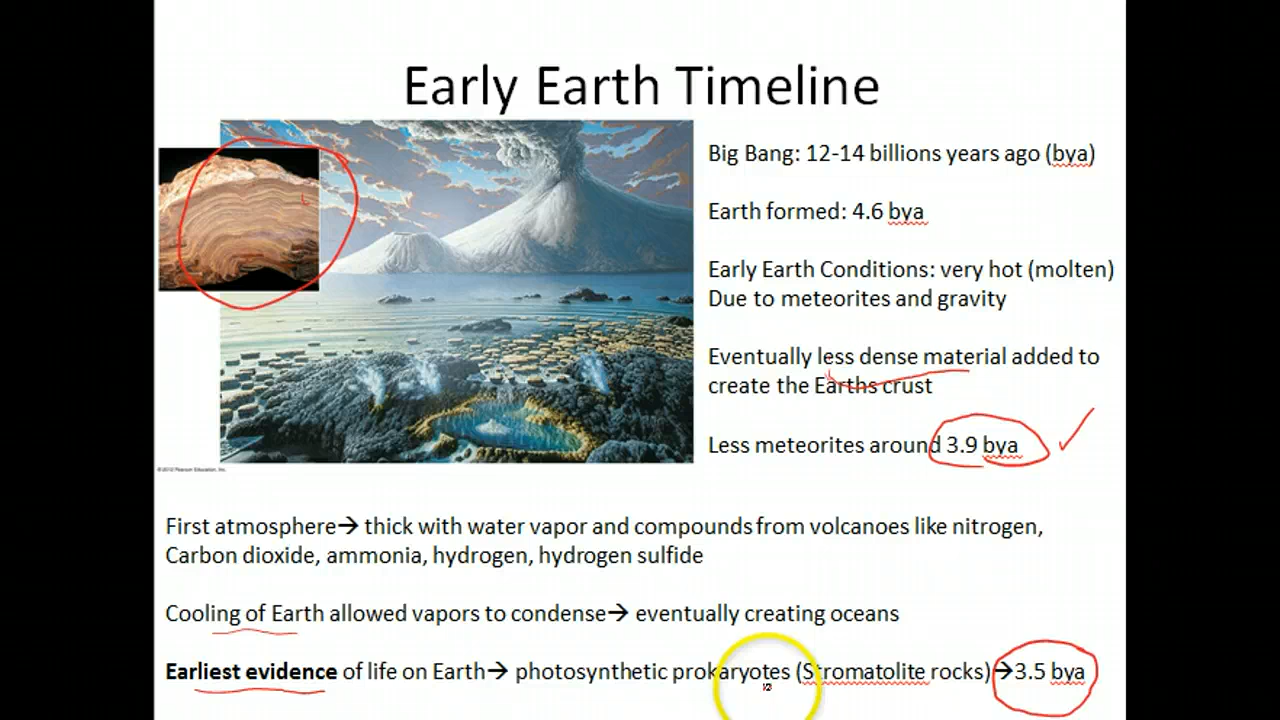 Early Earth Timeline
Big Bang: 12-14 billions years ago (bya)
Earth formed: 4.6 bya
Early Earth Conditions: very hot (molten)
Due to meteorites and gravity
Eventually less dense material added to
create the Earths crust
Less meteorites around 3.9 bya
© 2012 Pearson Education, Inc.
First atmosphere→ thick with water vapor and compounds from volcanoes like nitrogen,
Carbon dioxide, ammonia, hydrogen, hydrogen sulfide
Cooling of Earth allowed vapors to condense→ eventually creating oceans
Earliest evidence of life on Earth→ photosynthetic prokaryotes (Stromatolite rocks)→3.5 bya